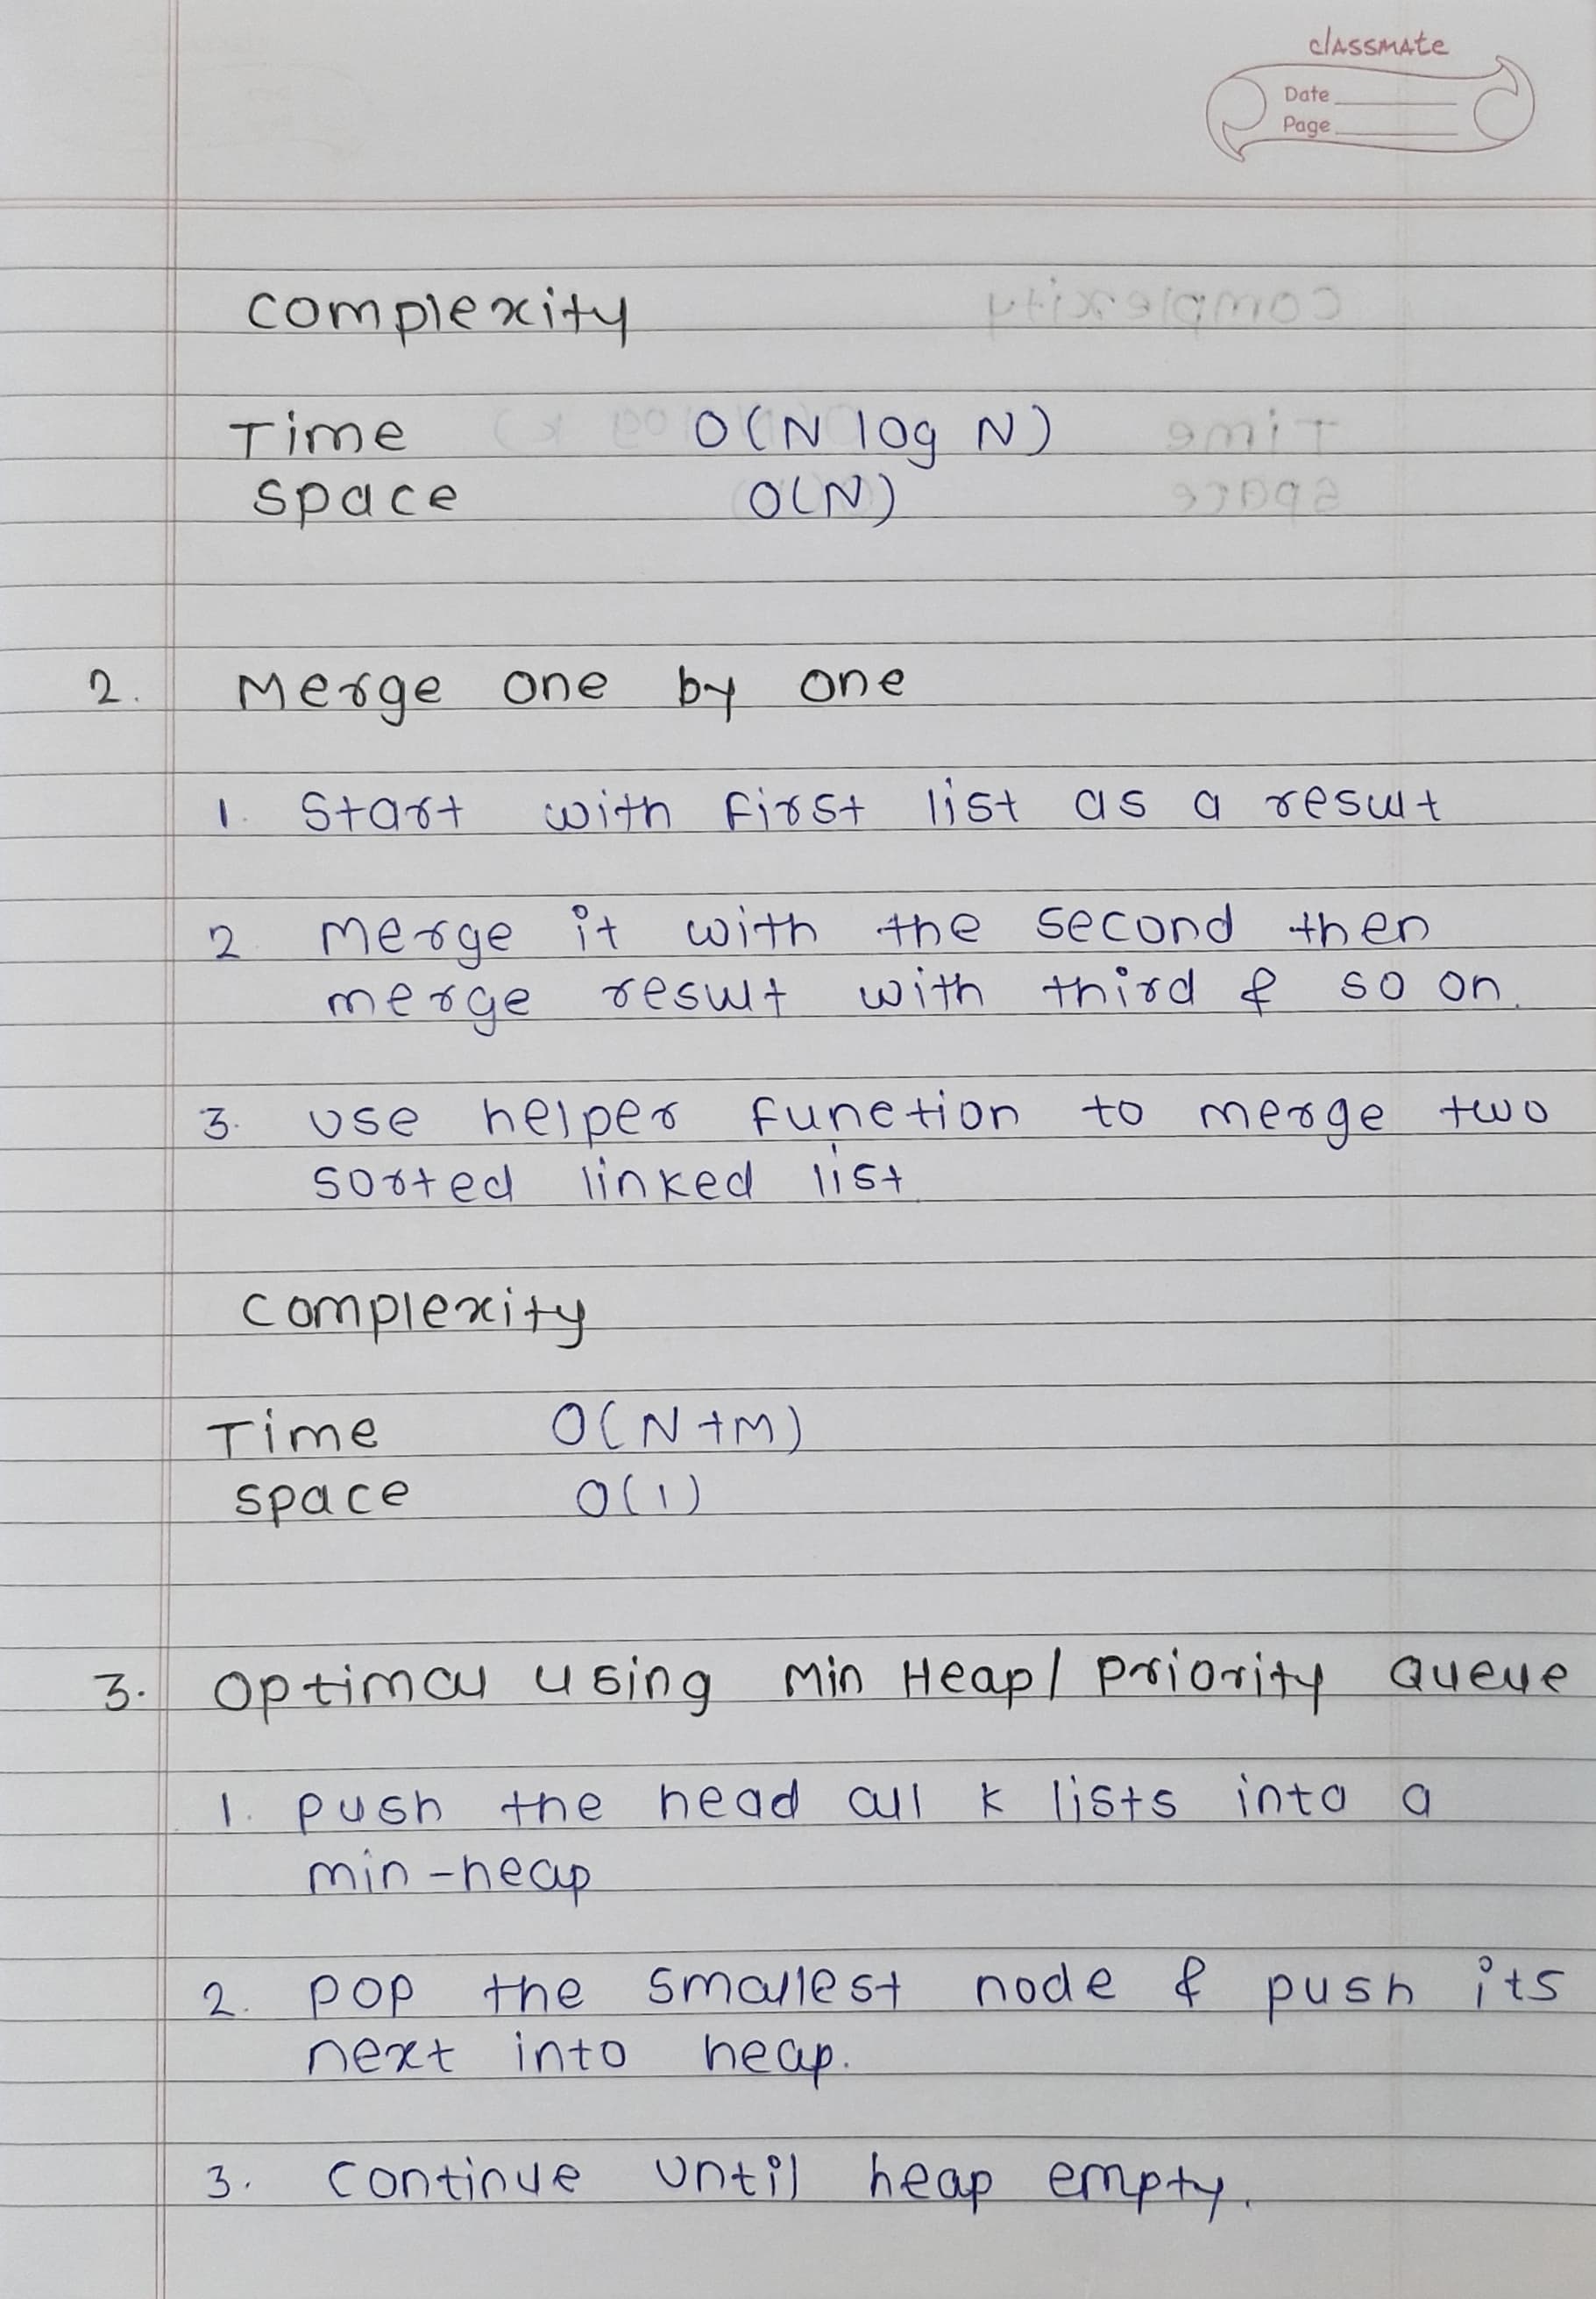 classmate
Date
Page
Complexity
Time O(N log N)
Space O(N)
2. Merge one by one
1. Start with first list as a result
2 merge it with the second then
merge result with third & so on.
3. Use helper function to merge two
sorted linked list.
Complexity
Time O(N+M)
Space O(1)
3. Optimal using Min Heap/ Priority Queue
1. push the head all k lists into a
min-heap
2. POP the smallest node & push its
next into heap.
3. Continue until heap empty.